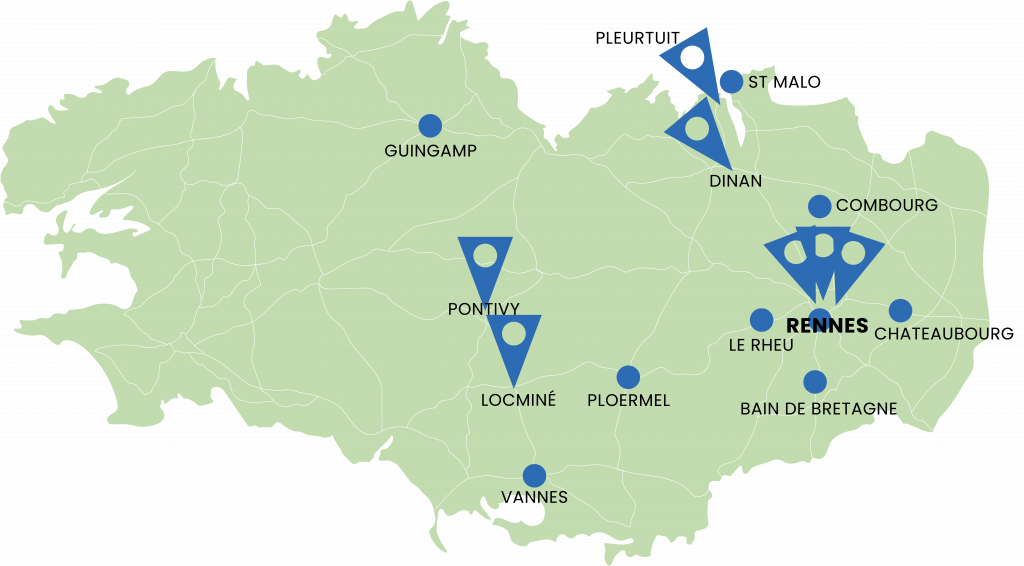 PLEURTUIT
ST MALO
GUINGAMP
DINAN
COMBOURG
PONTIVY
RENNES
CHATEAUBOURG
LE RHEU
LOCMINÉ
PLOERMEL
BAIN DE BRETAGNE
VANNES